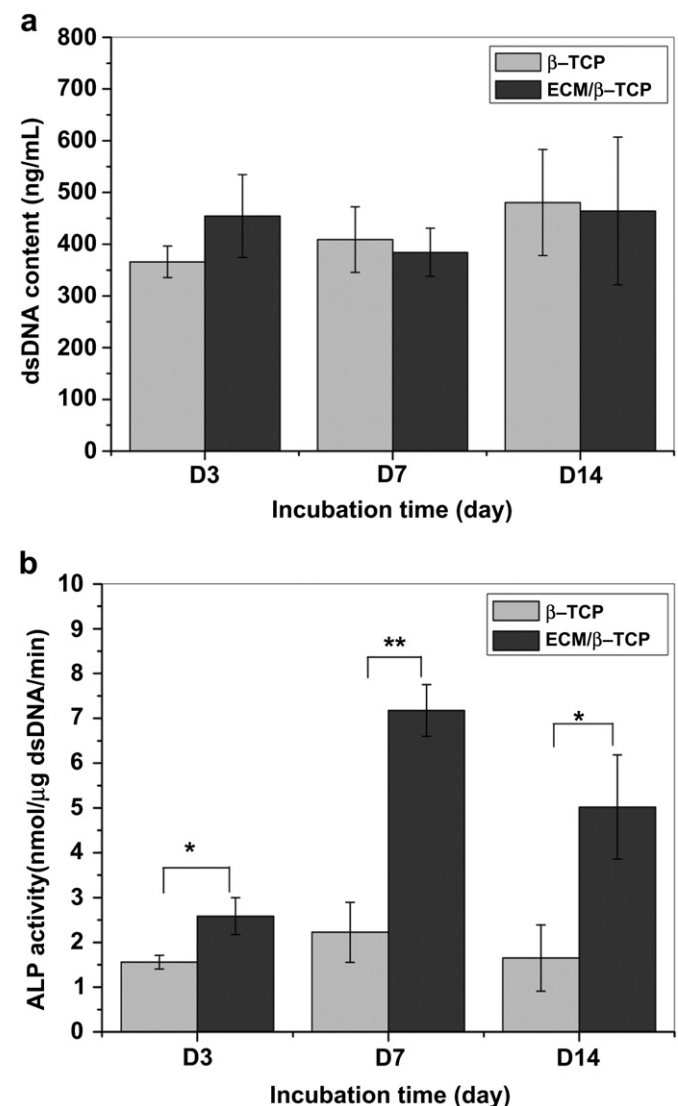 a
800
700
600
500
400
300
200
100
0
dsDNA content (ng/mL)
β–TCP
ECM/β–TCP
D3 D7 D14
Incubation time (day)
b
10
9
8
7
6
5
4
3
2
1
0
ALP activity(nmol/μg dsDNA/min)
β–TCP
ECM/β–TCP
*
**
*
D3 D7 D14
Incubation time (day)